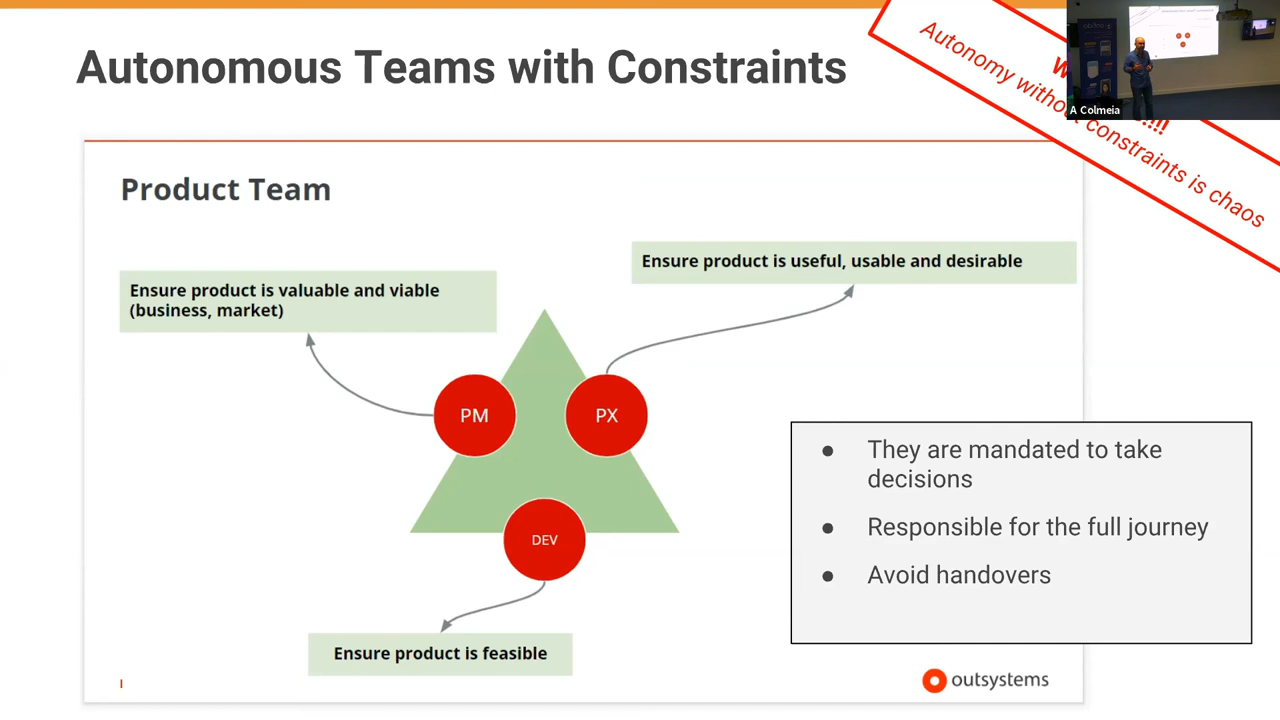 Autonomous Teams with Constraints
Autonomy without constraints is chaos
A Colmeia
Product Team
Ensure product is valuable and viable
(business, market)
Ensure product is useful, usable and desirable
PM
PX
DEV
Ensure product is feasible
● They are mandated to take
decisions
● Responsible for the full journey
● Avoid handovers
outsystems